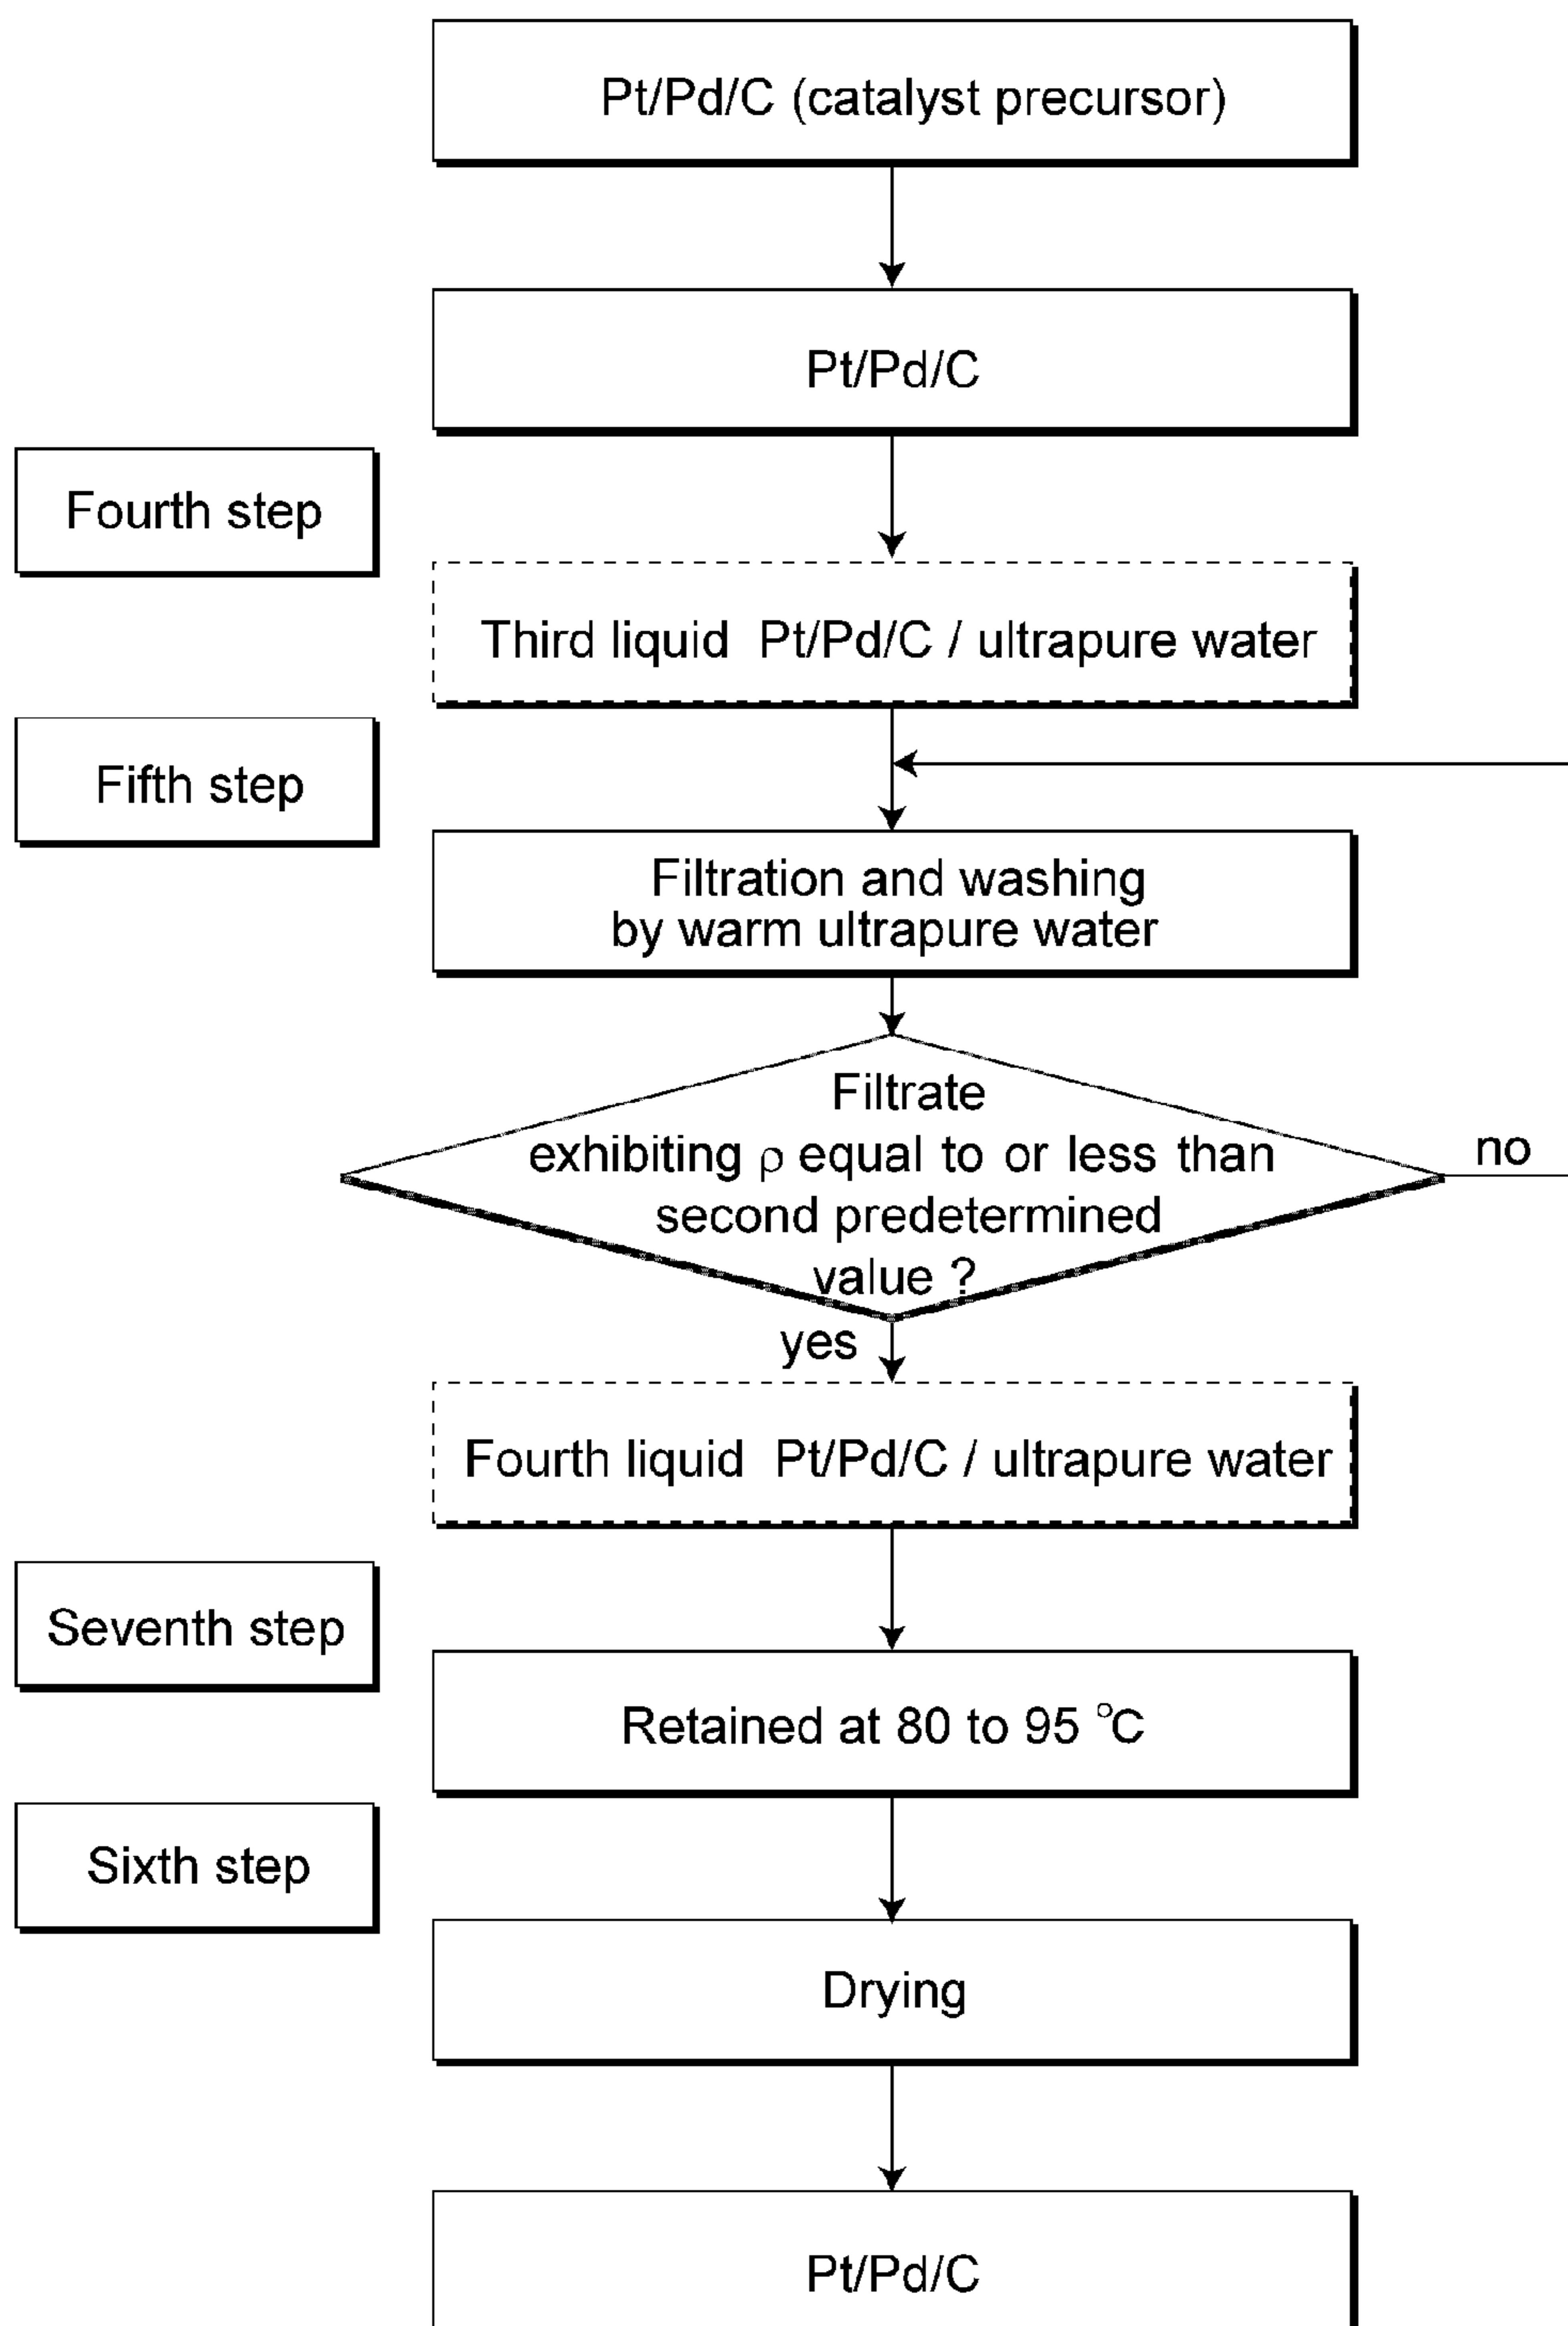 Pt/Pd/C (catalyst precursor)
Pt/Pd/C
Fourth step
Third liquid Pt/Pd/C / ultrapure water
Fifth step
Filtration and washing
by warm ultrapure water
Filtrate
exhibiting ρ equal to or less than
second predetermined
value ?
no
yes
Fourth liquid Pt/Pd/C / ultrapure water
Seventh step
Retained at 80 to 95 °C
Sixth step
Drying
Pt/Pd/C